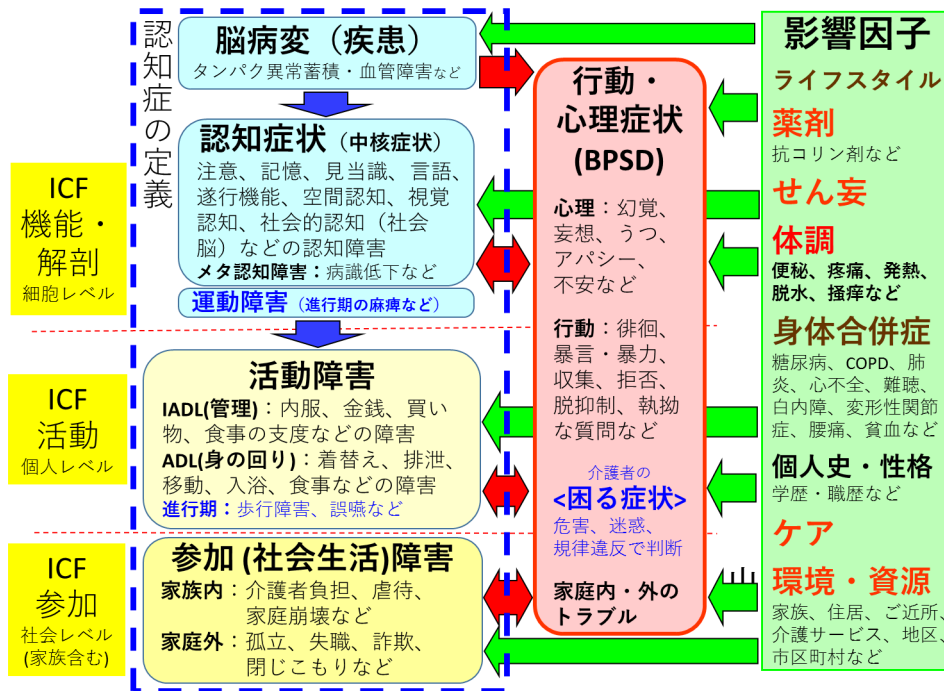 認知症の定義
脳病変（疾患）
タンパク異常蓄積・血管障害など
認知症状（中核症状）
注意、記憶、見当識、言語、
遂行機能、空間認知、視覚
認知、社会的認知（社会
脳）などの認知障害
メタ認知障害：病識低下など
運動障害（進行期の麻痺など）
活動障害
IADL(管理)：内服、金銭、買い
物、食事の支度などの障害
ADL(身の回り)：着替え、排泄、
移動、入浴、食事などの障害
進行期：歩行障害、誤嚥など
参加(社会生活)障害
家族内：介護者負担、虐待、
家庭崩壊など
家庭外：孤立、失職、詐欺、
閉じこもりなど
ICF
機能・
解剖
細胞レベル
ICF
活動
個人レベル
ICF
参加
社会レベル
(家族含む)
行動・
心理症状
(BPSD)
心理：幻覚、
妄想、うつ、
アパシー、
不安など
行動：徘徊、
暴言・暴力、
収集、拒否、
脱抑制、執拗
な質問など
介護者の
<困る症状>
危害、迷惑、
規律違反で判断
家庭内・外の
トラブル
影響因子
ライフスタイル
薬剤
抗コリン剤など
せん妄
体調
便秘、疼痛、発熱、
脱水、掻痒など
身体合併症
糖尿病、COPD、肺
炎、心不全、難聴、
白内障、変形性関節
症、腰痛、貧血など
個人史・性格
学歴・職歴など
ケア
環境・資源
家族、住居、ご近所、
介護サービス、地区、
市区町村など